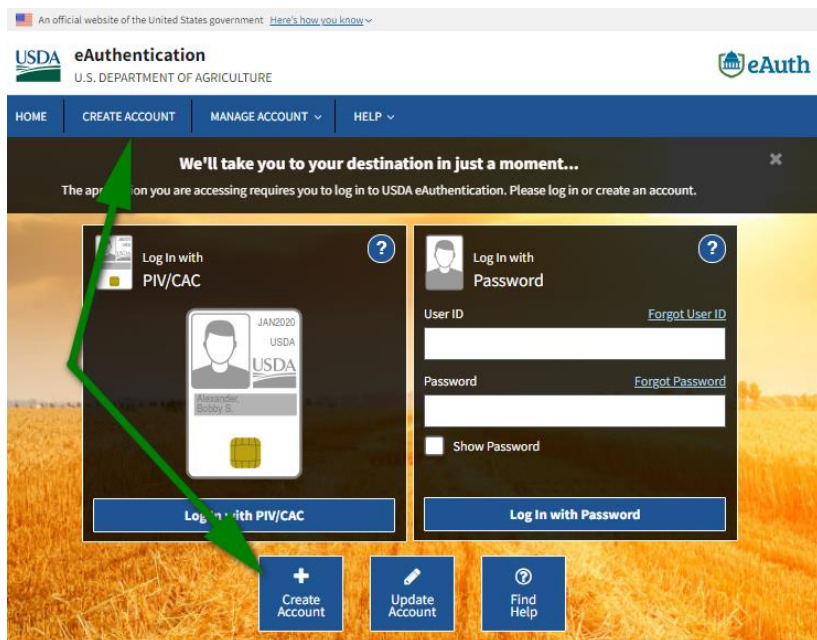 An official website of the United States government Here's how you know
USDA
eAuthentication
U.S. DEPARTMENT OF AGRICULTURE
eAuth
HOME CREATE ACCOUNT MANAGE ACCOUNT HELP
We'll take you to your destination in just a moment...
The application you are accessing requires you to log in to USDA eAuthentication. Please log in or create an account.
Log In with
PIV/CAC
?
JAN2020
USDA
USDA
Alexander,
Bobby S.
Log In with PIV/CAC
Log In with
Password
?
User ID Forgot User ID
Password Forgot Password
Show Password
Log In with Password
Create
Account
Update
Account
?
Find
Help